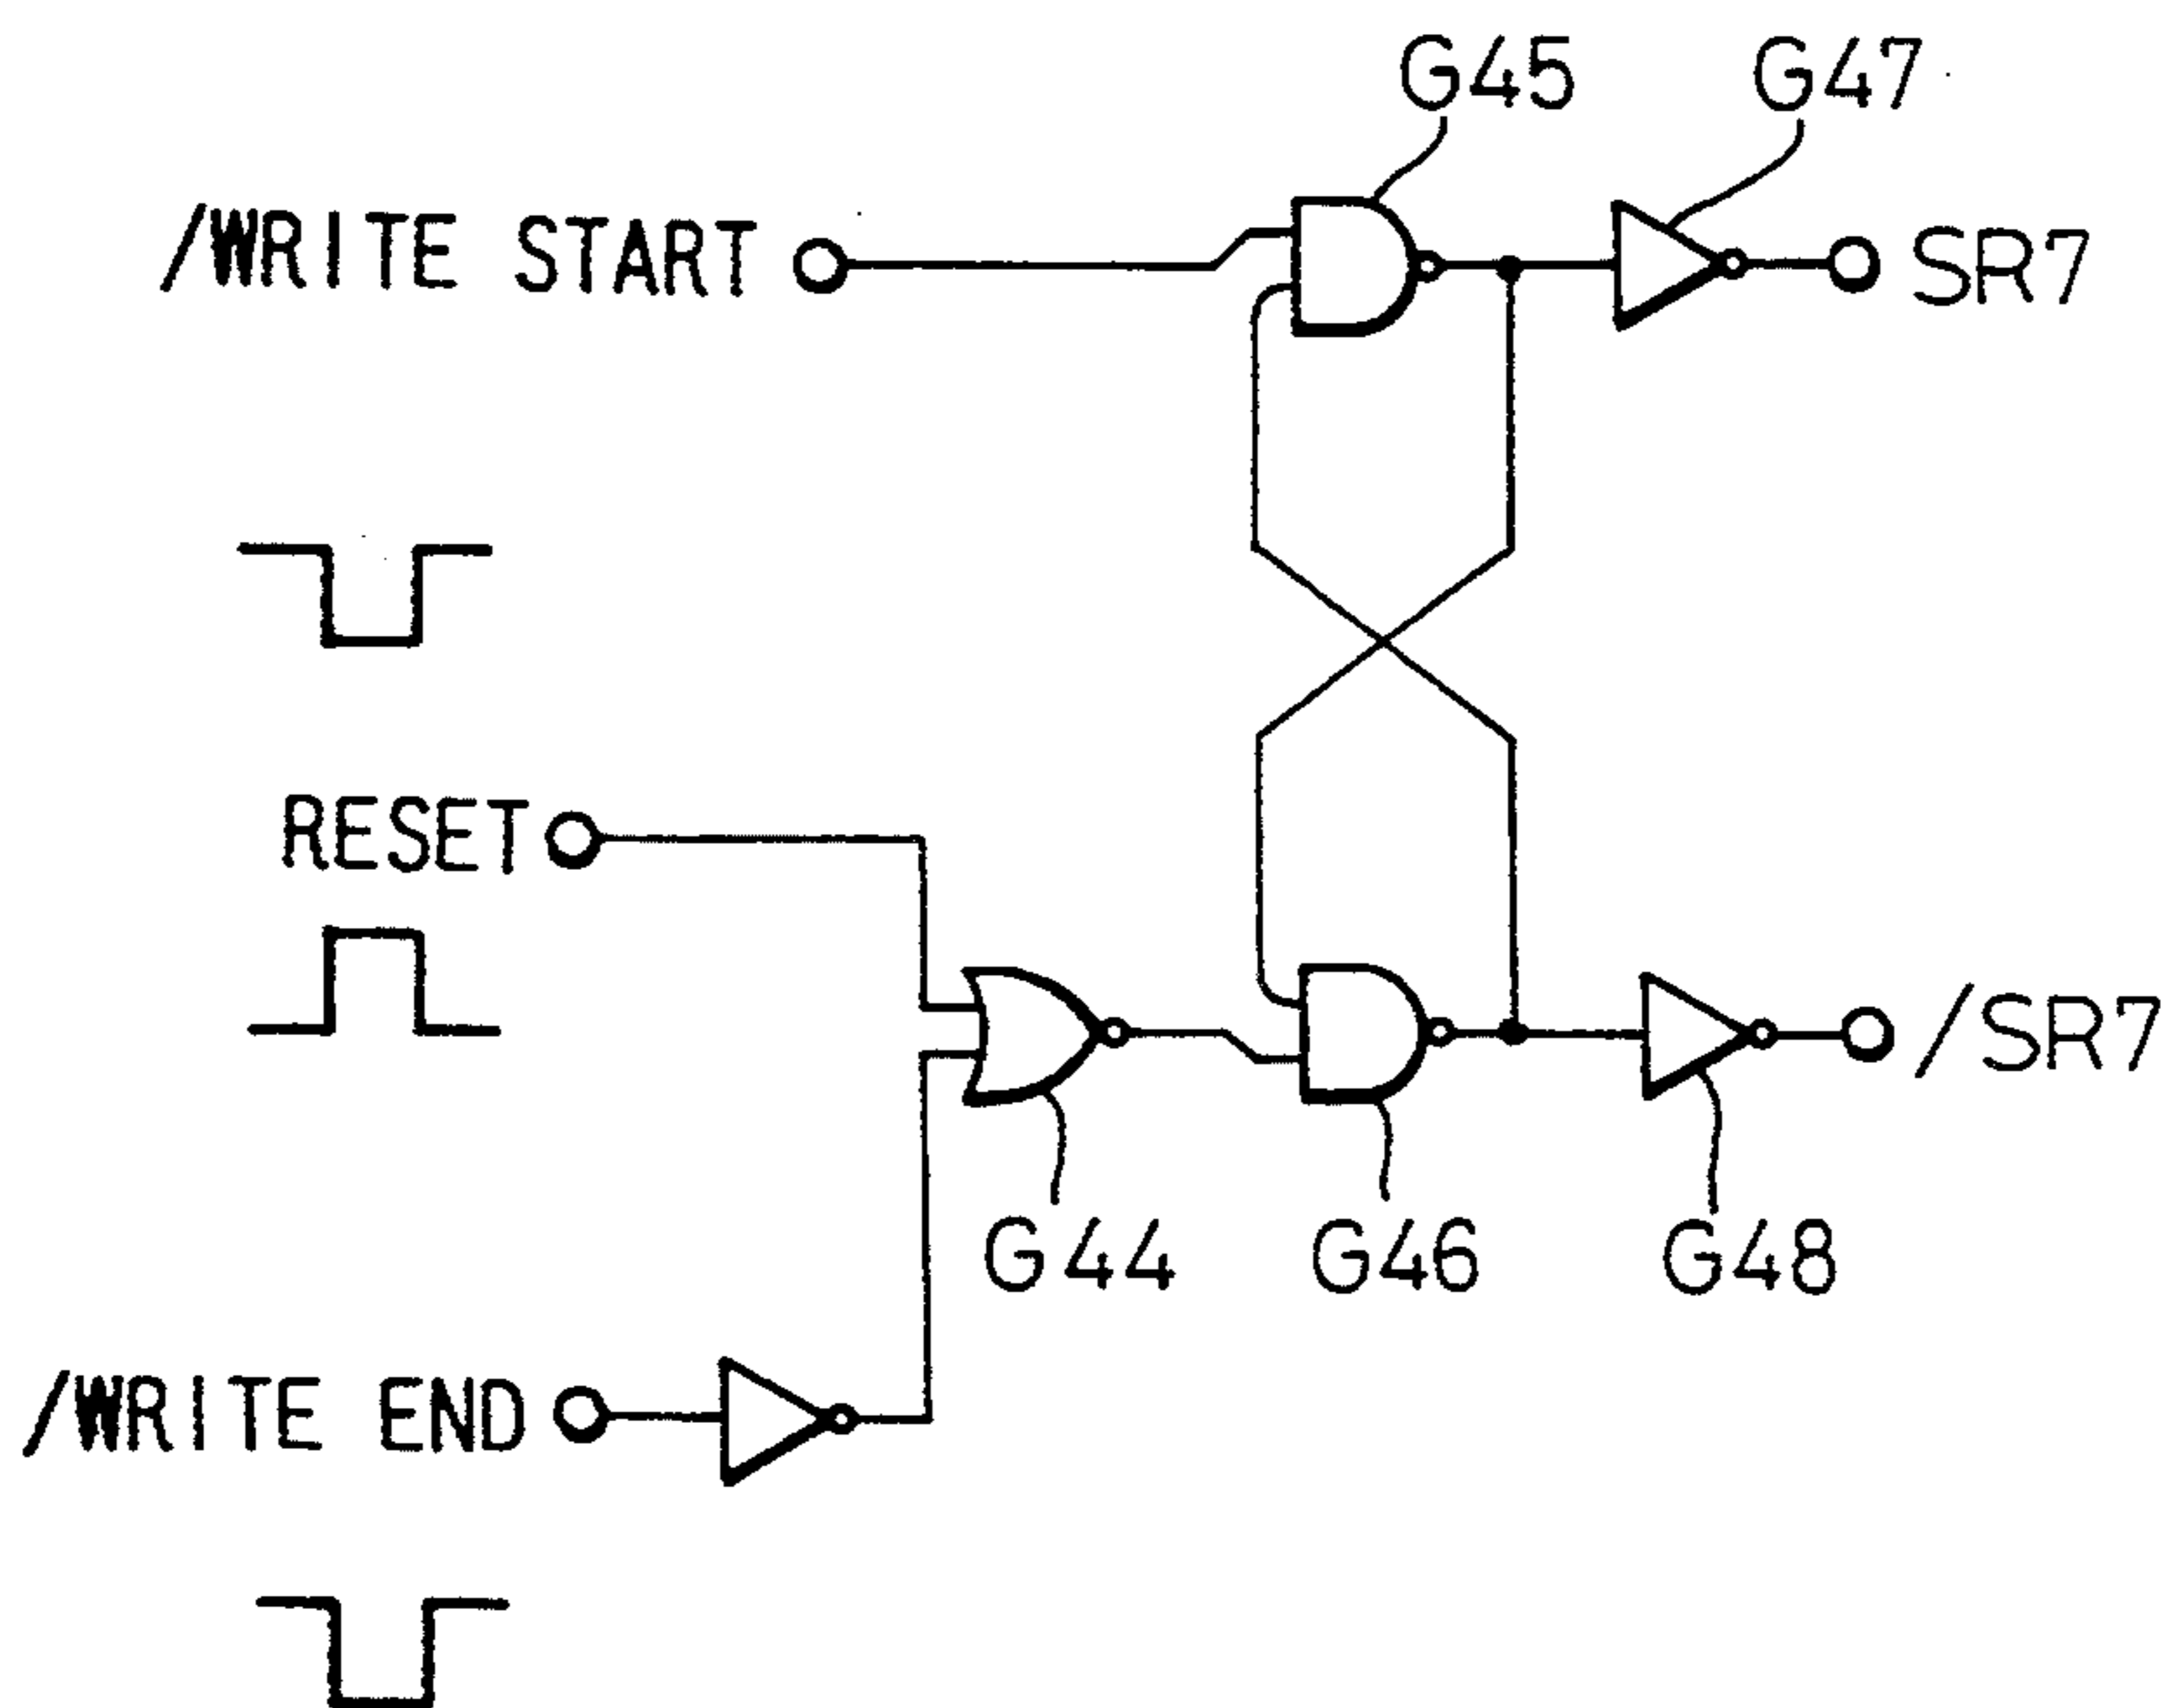 G45
G47
/WRITE START
SR7
RESET
/SR7
G44
G46
G48
/WRITE END